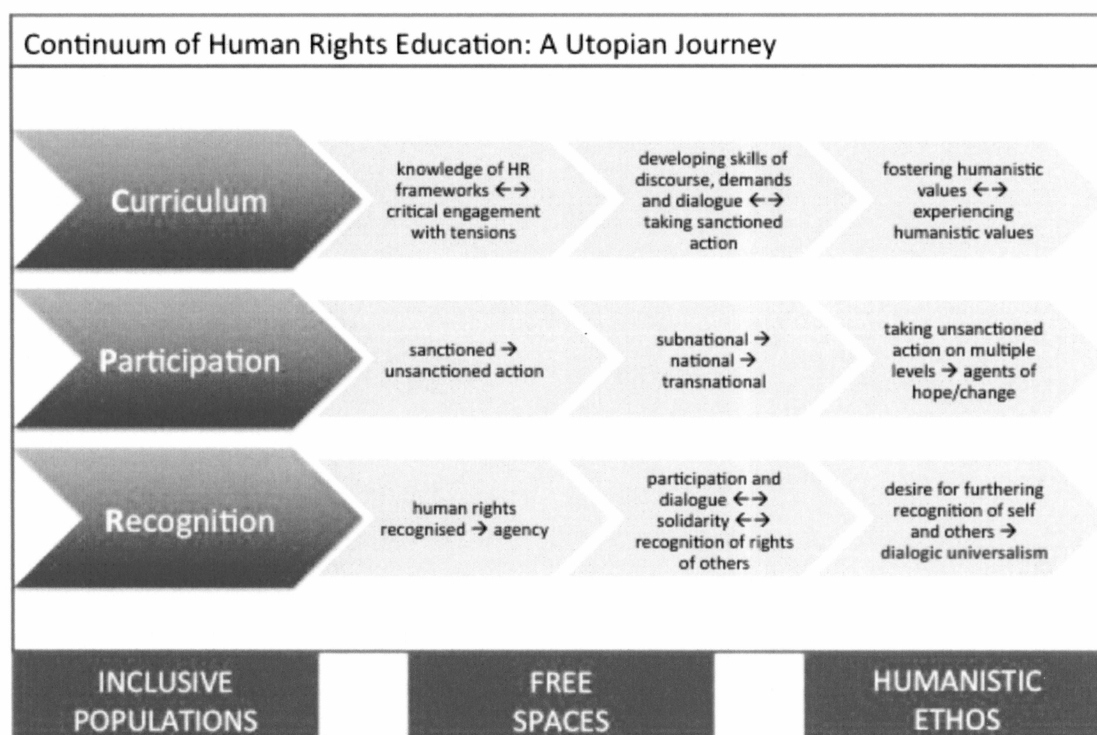 Continuum of Human Rights Education: A Utopian Journey
Curriculum
knowledge of HR
frameworks ←→
critical engagement
with tensions
developing skills of
discourse, demands
and dialogue ←→
taking sanctioned
action
fostering humanistic
values ←→
experiencing
humanistic values
Participation
sanctioned →
unsanctioned action
subnational →
national →
transnational
taking unsanctioned
action on multiple
levels → agents of
hope/change
Recognition
human rights
recognised → agency
participation and
dialogue ←→
solidarity ←→
recognition of rights
of others
desire for furthering
recognition of self
and others →
dialogic universalism
INCLUSIVE
POPULATIONS
FREE
SPACES
HUMANISTIC
ETHOS